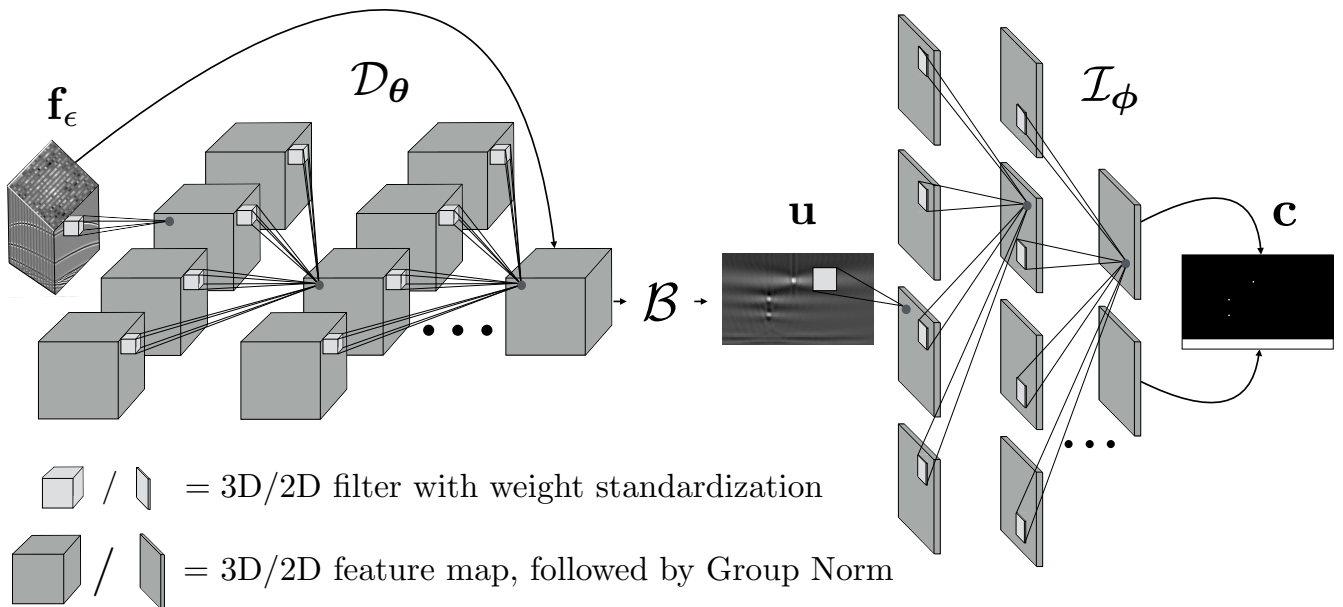 f_ϵ
𝒟_θ
ℬ
u
ℐ_ϕ
c
/ = 3D/2D filter with weight standardization
/ = 3D/2D feature map, followed by Group Norm